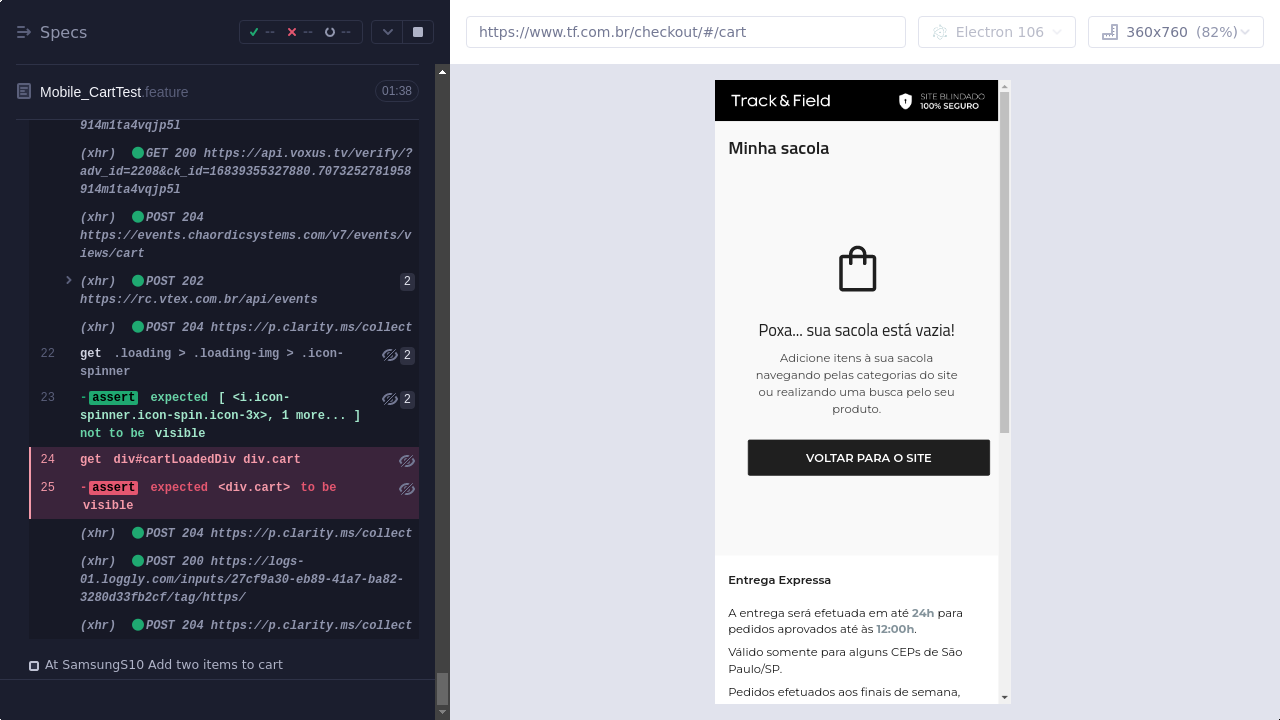 Specs
-- -- --
https://www.tf.com.br/checkout/#/cart
Electron 106
360x760 (82%)
Mobile_CartTest.feature
01:38
914m1ta4vqjp5l
(xhr) GET 200 https://api.voxus.tv/verify/?
adv_id=2208&ck_id=16839355327880.7073252781958
914m1ta4vqjp5l
(xhr) POST 204
https://events.chaordicsystems.com/v7/events/v
iews/cart
(xhr) POST 202
2
https://rc.vtex.com.br/api/events
(xhr) POST 204 https://p.clarity.ms/collect
22 get .loading > .loading-img > .icon-
spinner
2
23 -assert expected [ <i.icon-
spinner.icon-spin.icon-3x>, 1 more... ]
not to be visible
2
24 get div#cartLoadedDiv div.cart
25 -assert expected <div.cart> to be
visible
(xhr) POST 204 https://p.clarity.ms/collect
(xhr) POST 200 https://logs-
01.loggly.com/inputs/27cf9a30-eb89-41a7-ba82-
3280d33fb2cf/tag/https/
(xhr) POST 204 https://p.clarity.ms/collect
At SamsungS10 Add two items to cart
Track&Field
SITE BLINDADO
100% SEGURO
Minha sacola
Poxa... sua sacola está vazia!
Adicione itens à sua sacola
navegando pelas categorias do site
ou realizando uma busca pelo seu
produto.
VOLTAR PARA O SITE
Entrega Expressa
A entrega será efetuada em até 24h para
pedidos aprovados até às 12:00h.
Válido somente para alguns CEPs de São
Paulo/SP.
Pedidos efetuados aos finais de semana,